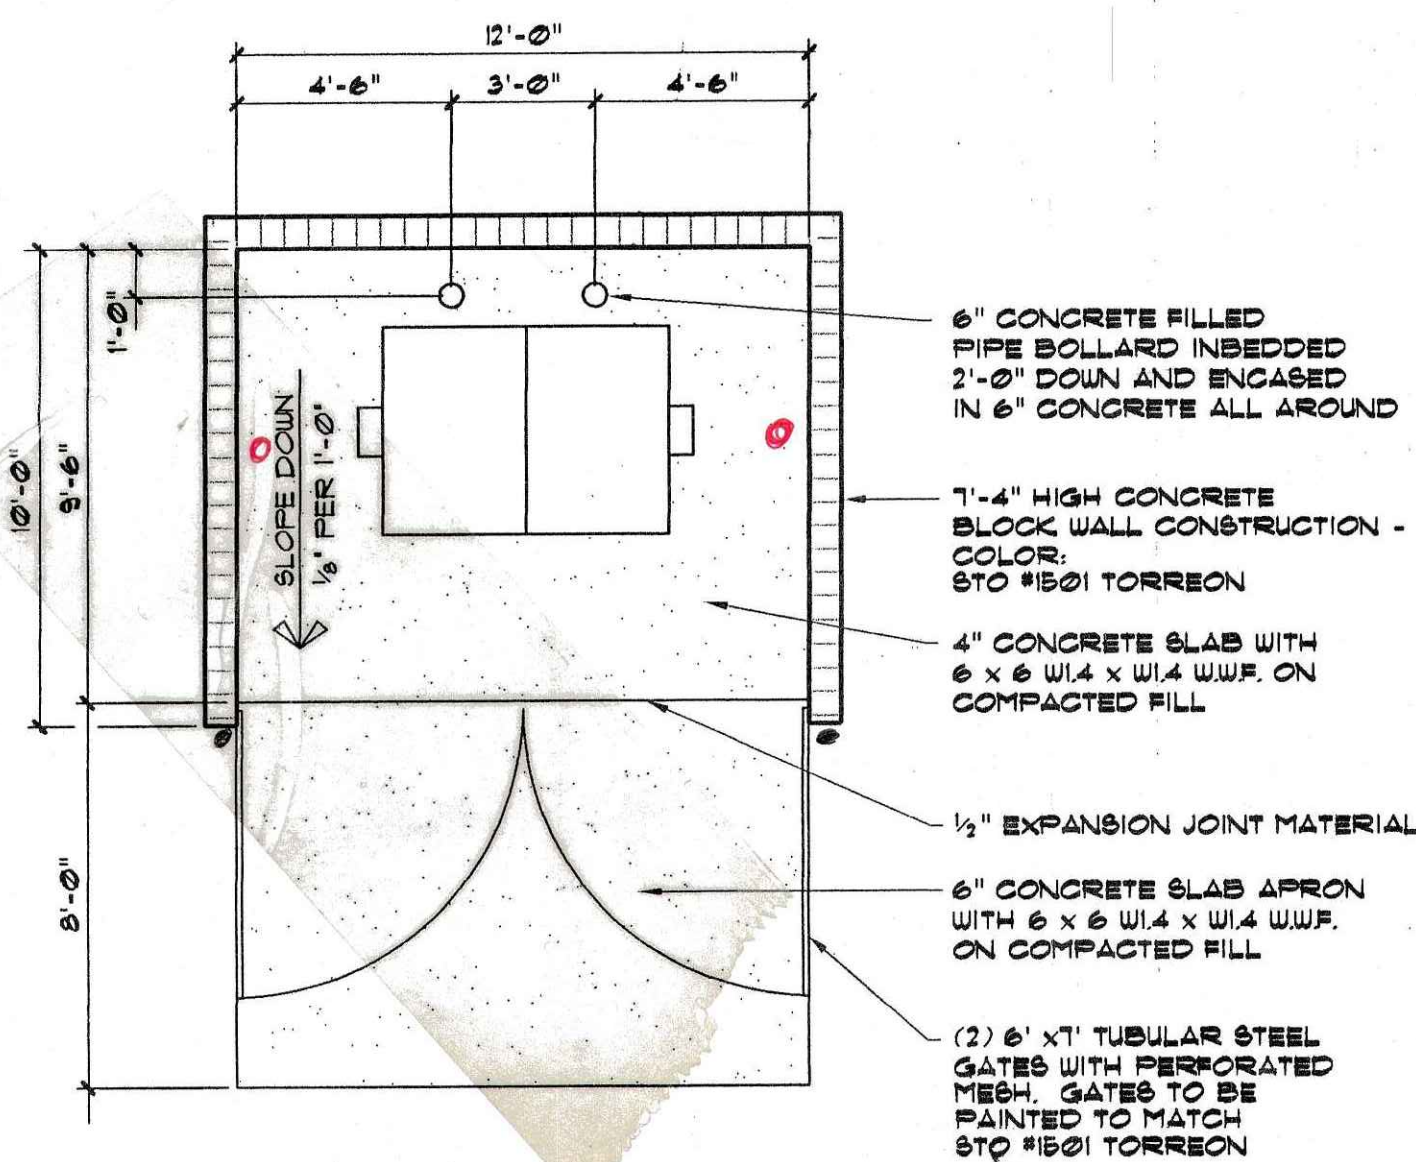 12'-0"
4'-6"
3'-0"
4'-6"
1'-0"
10'-0"
9'-6"
8'-0"
SLOPE DOWN
1/8" PER 1'-0"
6" CONCRETE FILLED
PIPE BOLLARD INBEDDED
2'-0" DOWN AND ENCASED
IN 6" CONCRETE ALL AROUND
7'-4" HIGH CONCRETE
BLOCK WALL CONSTRUCTION -
COLOR:
STO #1501 TORREON
4" CONCRETE SLAB WITH
6 x 6 W1.4 x W1.4 W.W.F. ON
COMPACTED FILL
1/2" EXPANSION JOINT MATERIAL
6" CONCRETE SLAB APRON
WITH 6 x 6 W1.4 x W1.4 W.W.F.
ON COMPACTED FILL
(2) 6' x7' TUBULAR STEEL
GATES WITH PERFORATED
MESH. GATES TO BE
PAINTED TO MATCH
STO #1501 TORREON